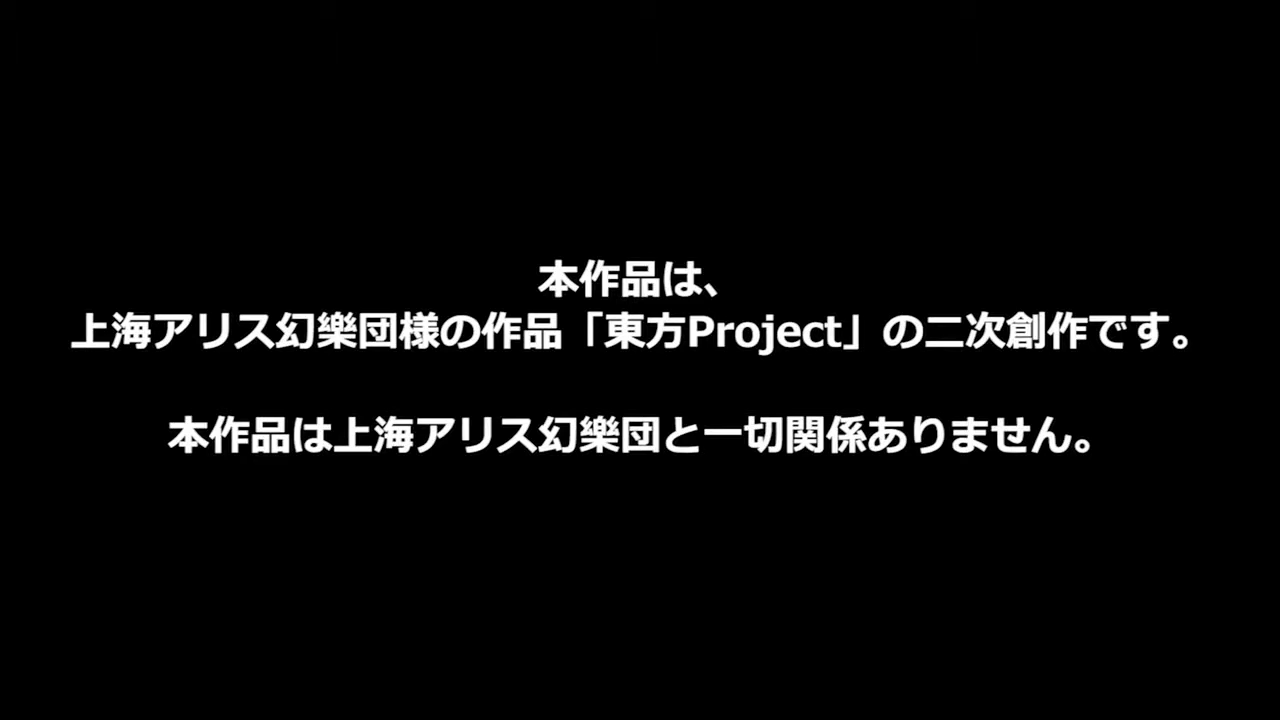 本作品は、
上海アリス幻樂団様の作品「東方Project」の二次創作です。
本作品は上海アリス幻樂団と一切関係ありません。